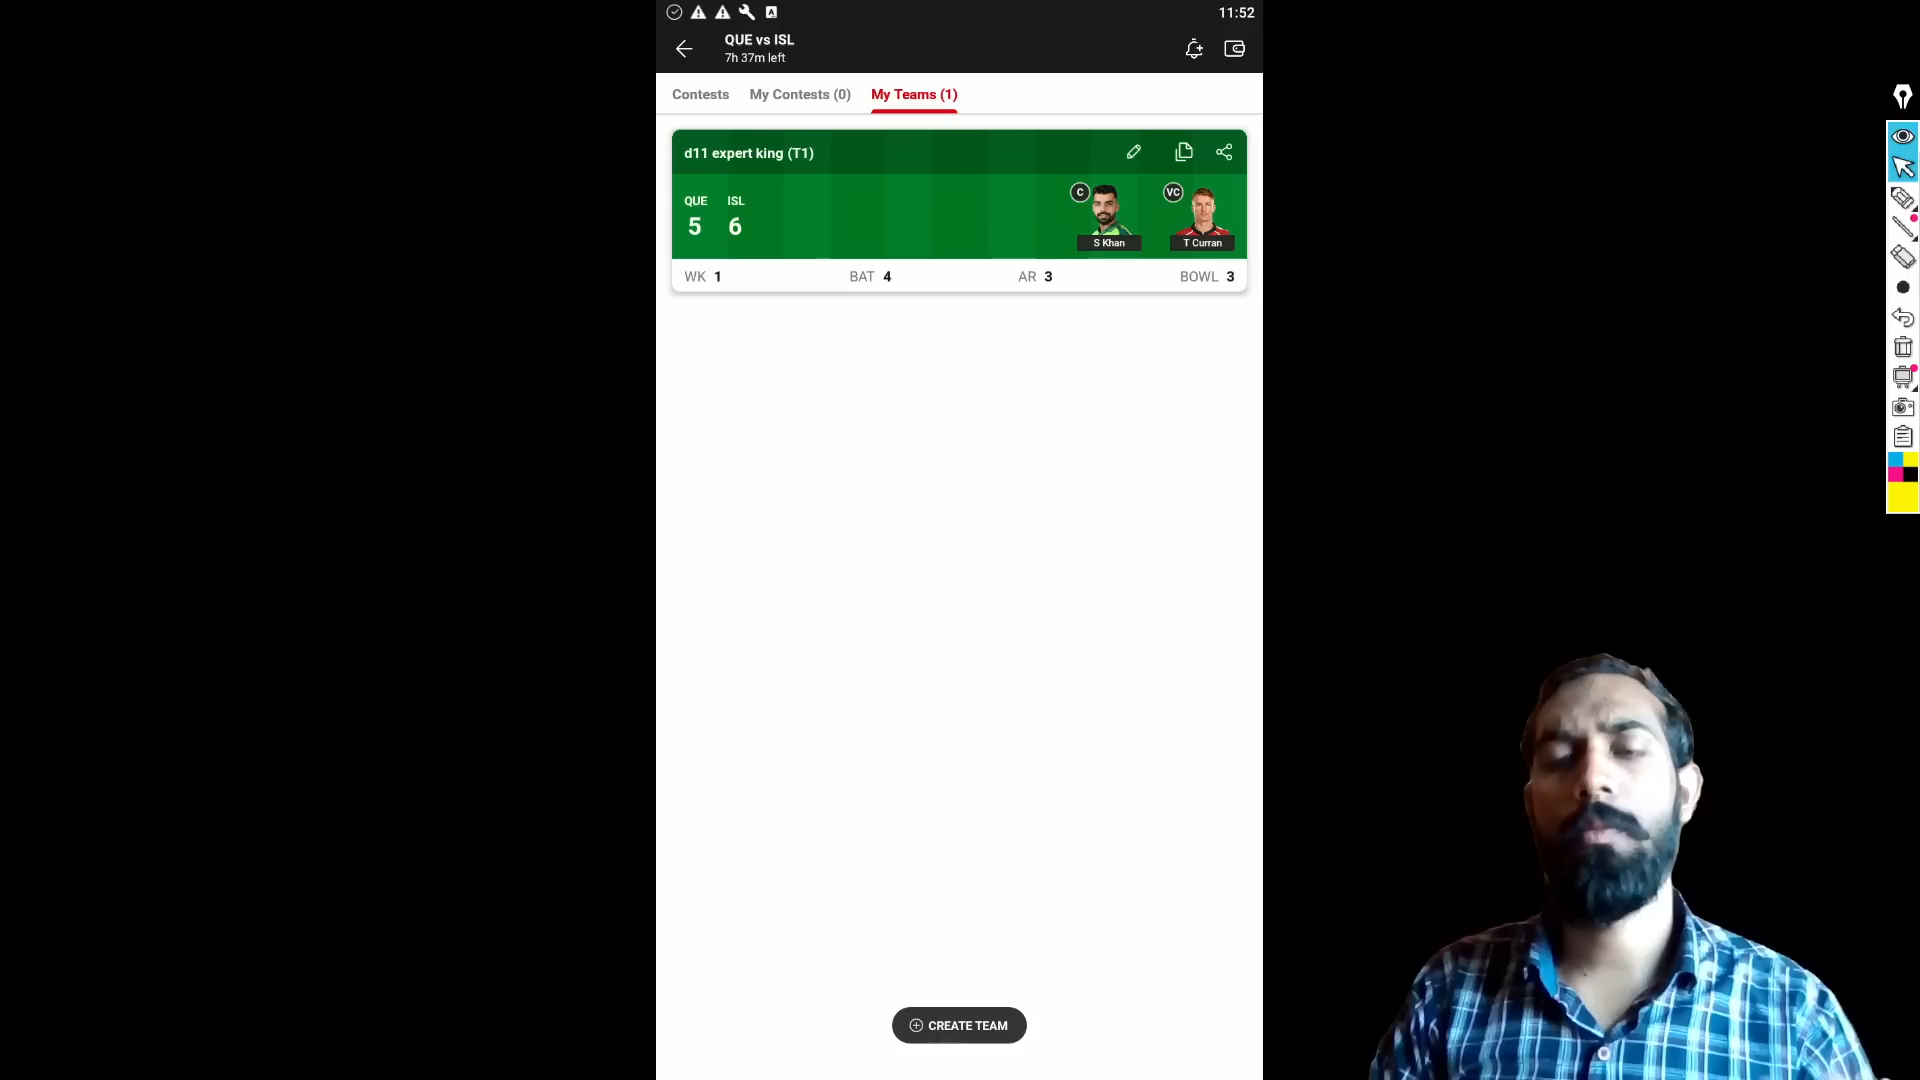 11:52
QUE vs ISL
7h 37m left
Contests My Contests (0) My Teams (1)
d11 expert king (T1)
QUE ISL
5 6
C VC
S Khan T Curran
WK 1 BAT 4 AR 3 BOWL 3
CREATE TEAM